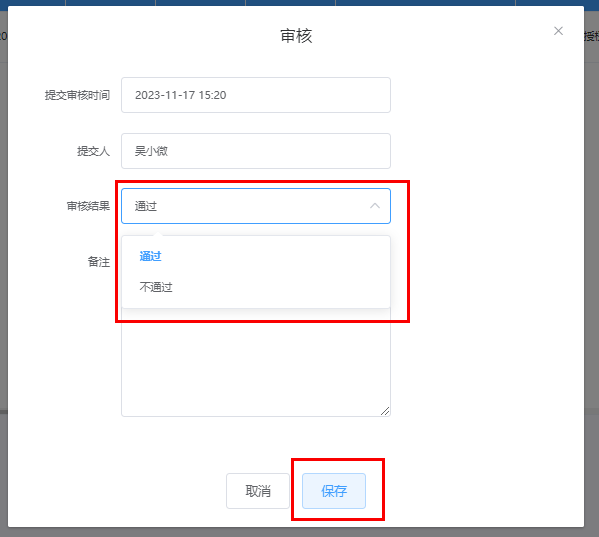 审核
提交审核时间
2023-11-17 15:20
提交人
吴小微
审核结果
通过
备注
通过
不通过
取消
保存